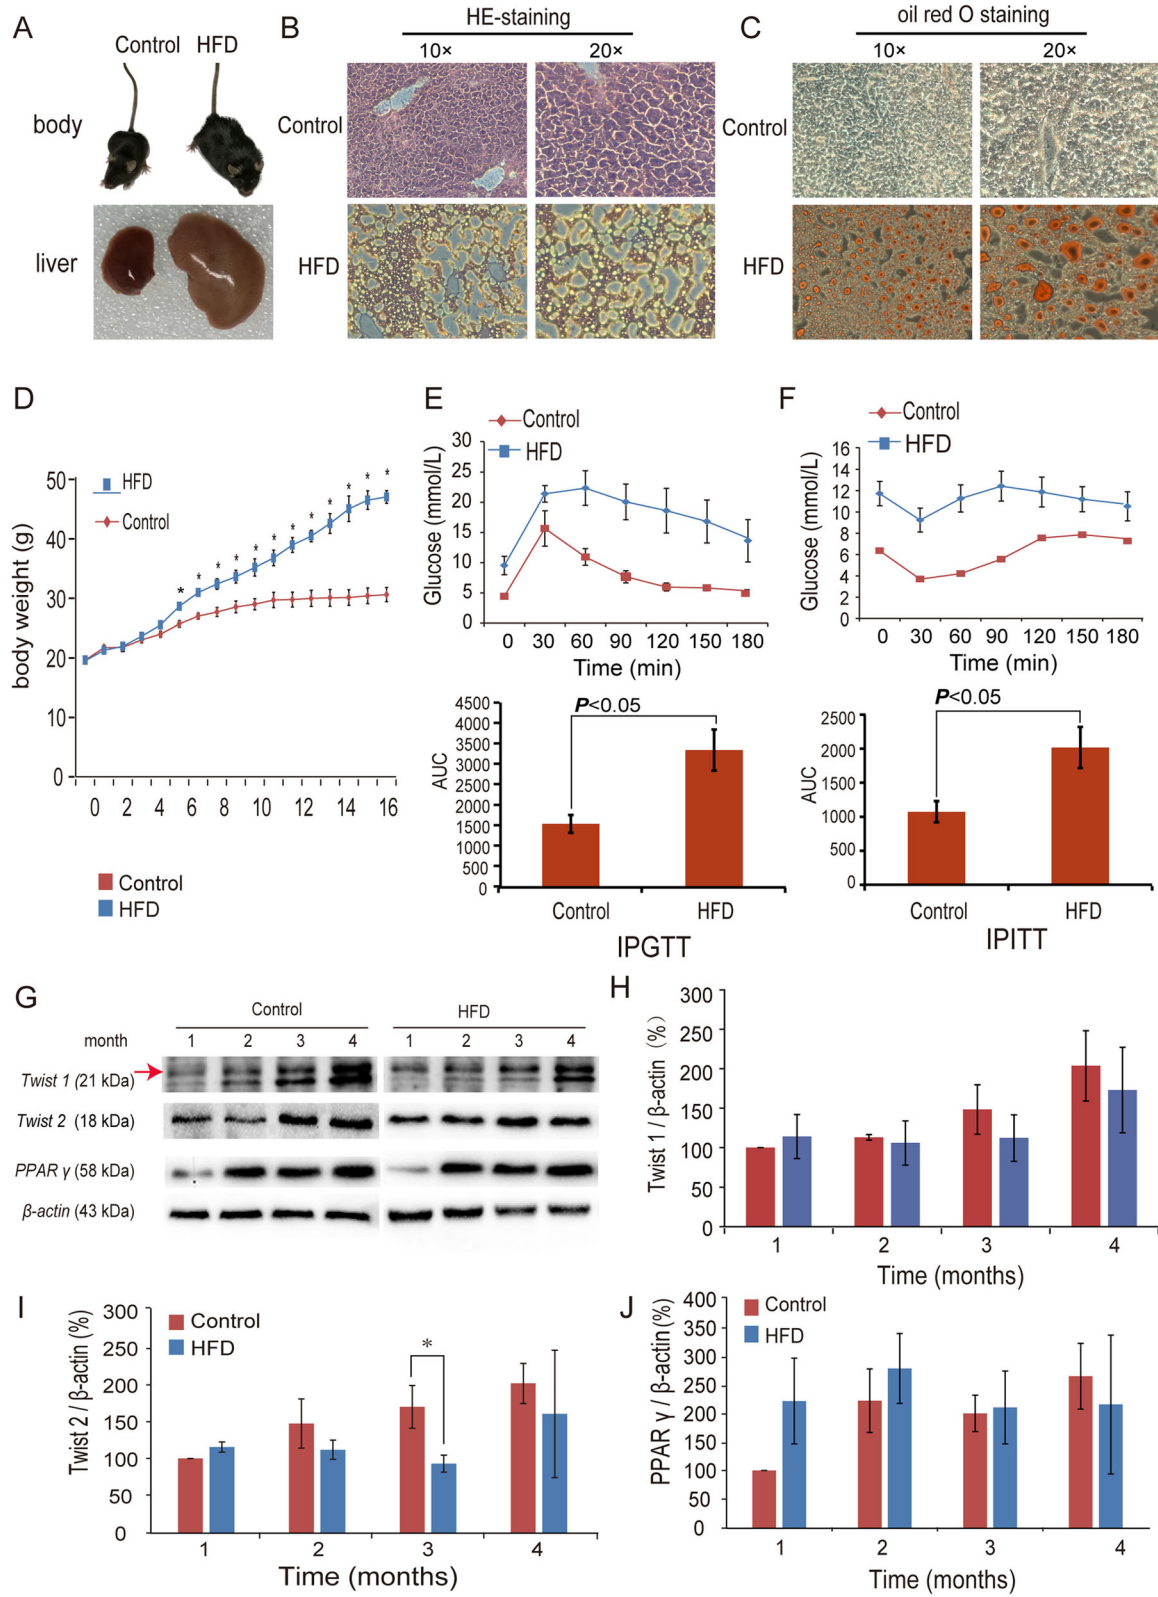 A
Control HFD
body
liver
B
HE-staining
10× 20×
Control
HFD
C
oil red O staining
10× 20×
Control
HFD
D
body weight (g)
50
40
30
20
10
0
HFD
Control
* * * * * * * * * * * *
0 2 4 6 8 10 12 14 16
Control
HFD
E
Control
HFD
Glucose (mmol/L)
30
25
20
15
10
5
0
0 30 60 90 120 150 180
Time (min)
P<0.05
AUC
4500
4000
3500
3000
2500
2000
1500
1000
500
0
Control HFD
IPGTT
F
Control
HFD
Glucose (mmol/L)
16
14
12
10
8
6
4
2
0
0 30 60 90 120 150 180
Time (min)
P<0.05
AUC
2500
2000
1500
1000
500
0
Control HFD
IPITT
G
Control HFD
month 1 2 3 4 1 2 3 4
Twist 1 (21 kDa)
Twist 2 (18 kDa)
PPAR γ (58 kDa)
β-actin (43 kDa)
H
Twist 1 / β-actin (%)
300
250
200
150
100
50
0
1 2 3 4
Time (months)
I
Twist 2 / β-actin (%)
300
250
200
150
100
50
0
Control
HFD
*
1 2 3 4
Time (months)
J
PPAR γ / β-actin (%)
400
350
300
250
200
150
100
50
0
Control
HFD
1 2 3 4
Time (months)